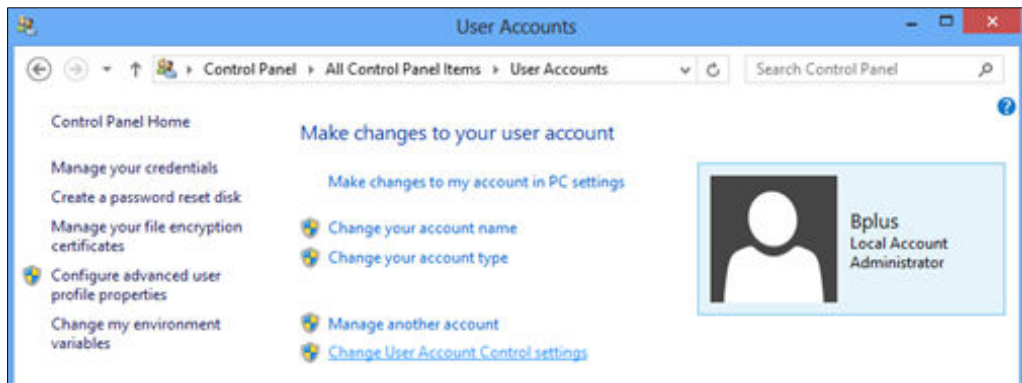 User Accounts
Control Panel All Control Panel Items User Accounts
Search Control Panel
Control Panel Home
Manage your credentials
Create a password reset disk
Manage your file encryption
certificates
Configure advanced user
profile properties
Change my environment
variables
Make changes to your user account
Make changes to my account in PC settings
Change your account name
Change your account type
Manage another account
Change User Account Control settings
Bplus
Local Account
Administrator